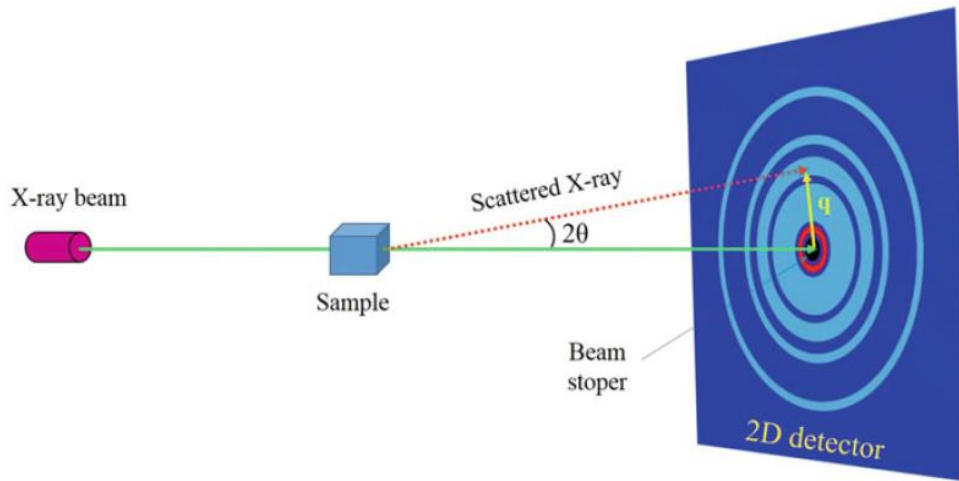 X-ray beam
Scattered X-ray
2θ
q
Sample
Beam
stoper
2D detector